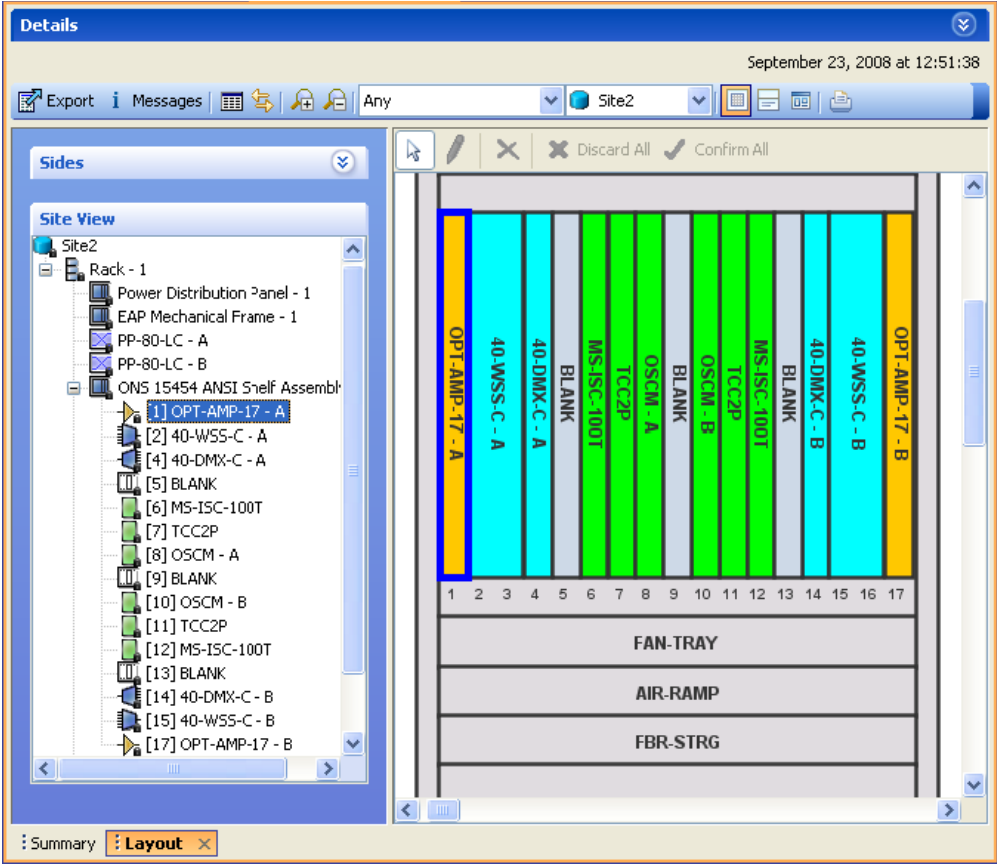 Details
September 23, 2008 at 12:51:38
Export Messages Any Site2
Sides
Discard All Confirm All
Site View
Site2
Rack - 1
Power Distribution Panel - 1
EAP Mechanical Frame - 1
PP-80-LC - A
PP-80-LC - B
ONS 15454 ANSI Shelf Assembl
[1] OPT-AMP-17 - A
[2] 40-WSS-C - A
[4] 40-DMX-C - A
[5] BLANK
[6] MS-ISC-100T
[7] TCC2P
[8] OSCM - A
[9] BLANK
[10] OSCM - B
[11] TCC2P
[12] MS-ISC-100T
[13] BLANK
[14] 40-DMX-C - B
[15] 40-WSS-C - B
[17] OPT-AMP-17 - B
OPT-AMP-17 - A
40-WSS-C - A
40-DMX-C - A
BLANK
MS-ISC-100T
TCC2P
OSCM - A
BLANK
OSCM - B
TCC2P
MS-ISC-100T
BLANK
40-DMX-C - B
40-WSS-C - B
OPT-AMP-17 - B
1 2 3 4 5 6 7 8 9 10 11 12 13 14 15 16 17
FAN-TRAY
AIR-RAMP
FBR-STRG
Summary Layout